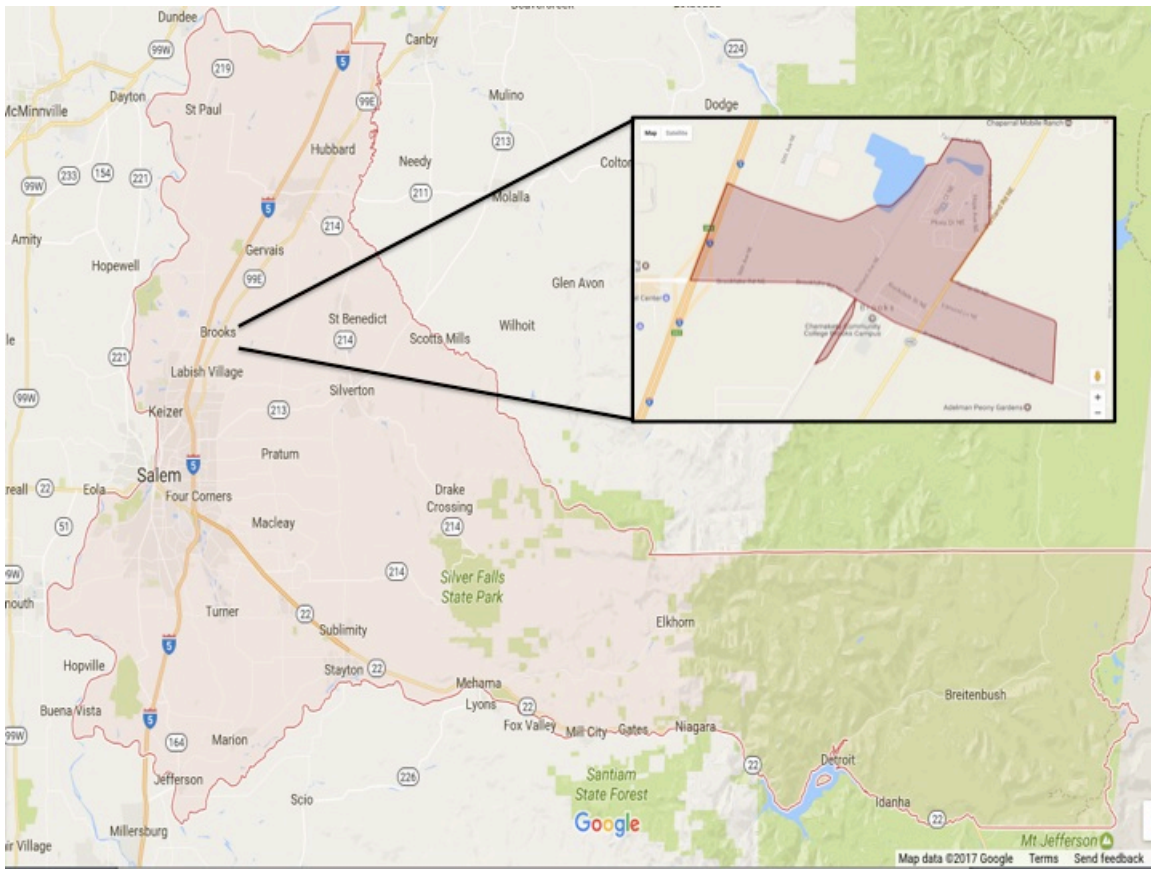 Dundee
99W
219
5
Canby
224
McMinnville
Dayton
St Paul
99E
Mulino
Dodge
Hubbard
213
99W
233
154
221
Needy
Colton
211
Molalla
Amity
5
214
Hopewell
Gervais
99E
Glen Avon
Brooks
St Benedict
214
Scotts Mills
Wilhoit
221
Labish Village
99W
Keizer
213
Silverton
5
Pratum
Salem
22
Eola
Four Corners
Drake
Crossing
214
51
Macleay
214
Silver Falls
State Park
Turner
22
Elkhorn
5
Sublimity
Hopville
Stayton
22
Mehama
Lyons
Breitenbush
Buena Vista
5
22
Fox Valley
Mill City
Gates
Niagara
164
Marion
22
Detroit
Jefferson
226
Scio
Santiam
State Forest
Idanha
22
Millersburg
Google
Mt Jefferson
Map data ©2017 Google
Terms
Send feedback
Map
Satellite
Chaparral Mobile Ranch
5
Brooks
Chemeketa Community
College Brooks Campus
Adelman Peony Gardens
+
−